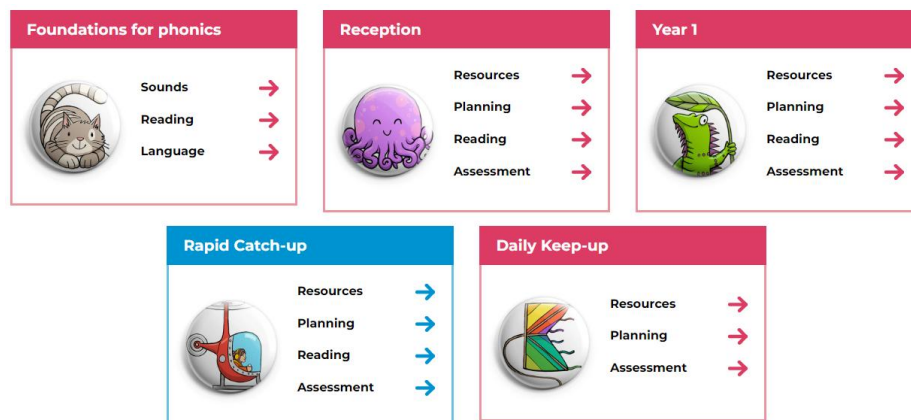 Foundations for phonics
Sounds
Reading
Language
Reception
Resources
Planning
Reading
Assessment
Year 1
Resources
Planning
Reading
Assessment
Rapid Catch-up
Resources
Planning
Reading
Assessment
Daily Keep-up
Resources
Planning
Assessment